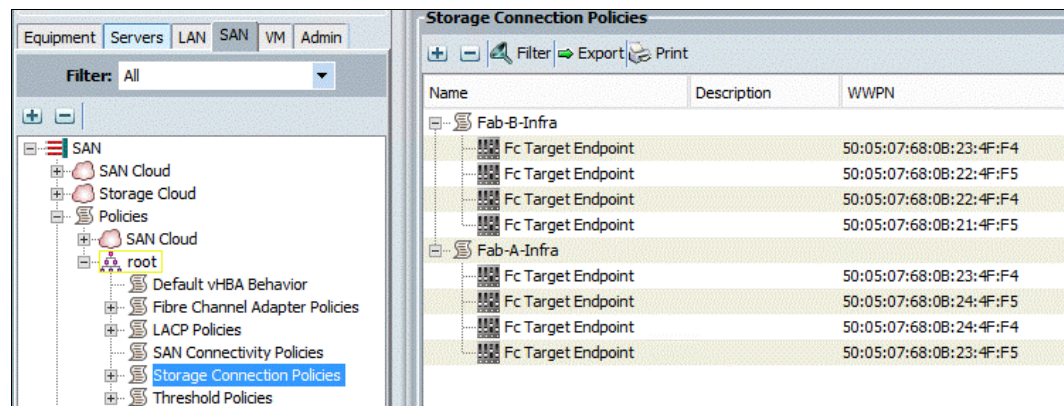 Equipment Servers LAN SAN VM Admin
Filter: All
SAN
SAN Cloud
Storage Cloud
Policies
SAN Cloud
root
Default vHBA Behavior
Fibre Channel Adapter Policies
LACP Policies
SAN Connectivity Policies
Storage Connection Policies
Threshold Policies
Storage Connection Policies
Filter Export Print
Name Description WWPN
Fab-B-Infra
Fc Target Endpoint 50:05:07:68:0B:23:4F:F4
Fc Target Endpoint 50:05:07:68:0B:22:4F:F5
Fc Target Endpoint 50:05:07:68:0B:22:4F:F4
Fc Target Endpoint 50:05:07:68:0B:21:4F:F5
Fab-A-Infra
Fc Target Endpoint 50:05:07:68:0B:23:4F:F4
Fc Target Endpoint 50:05:07:68:0B:24:4F:F5
Fc Target Endpoint 50:05:07:68:0B:24:4F:F4
Fc Target Endpoint 50:05:07:68:0B:23:4F:F5